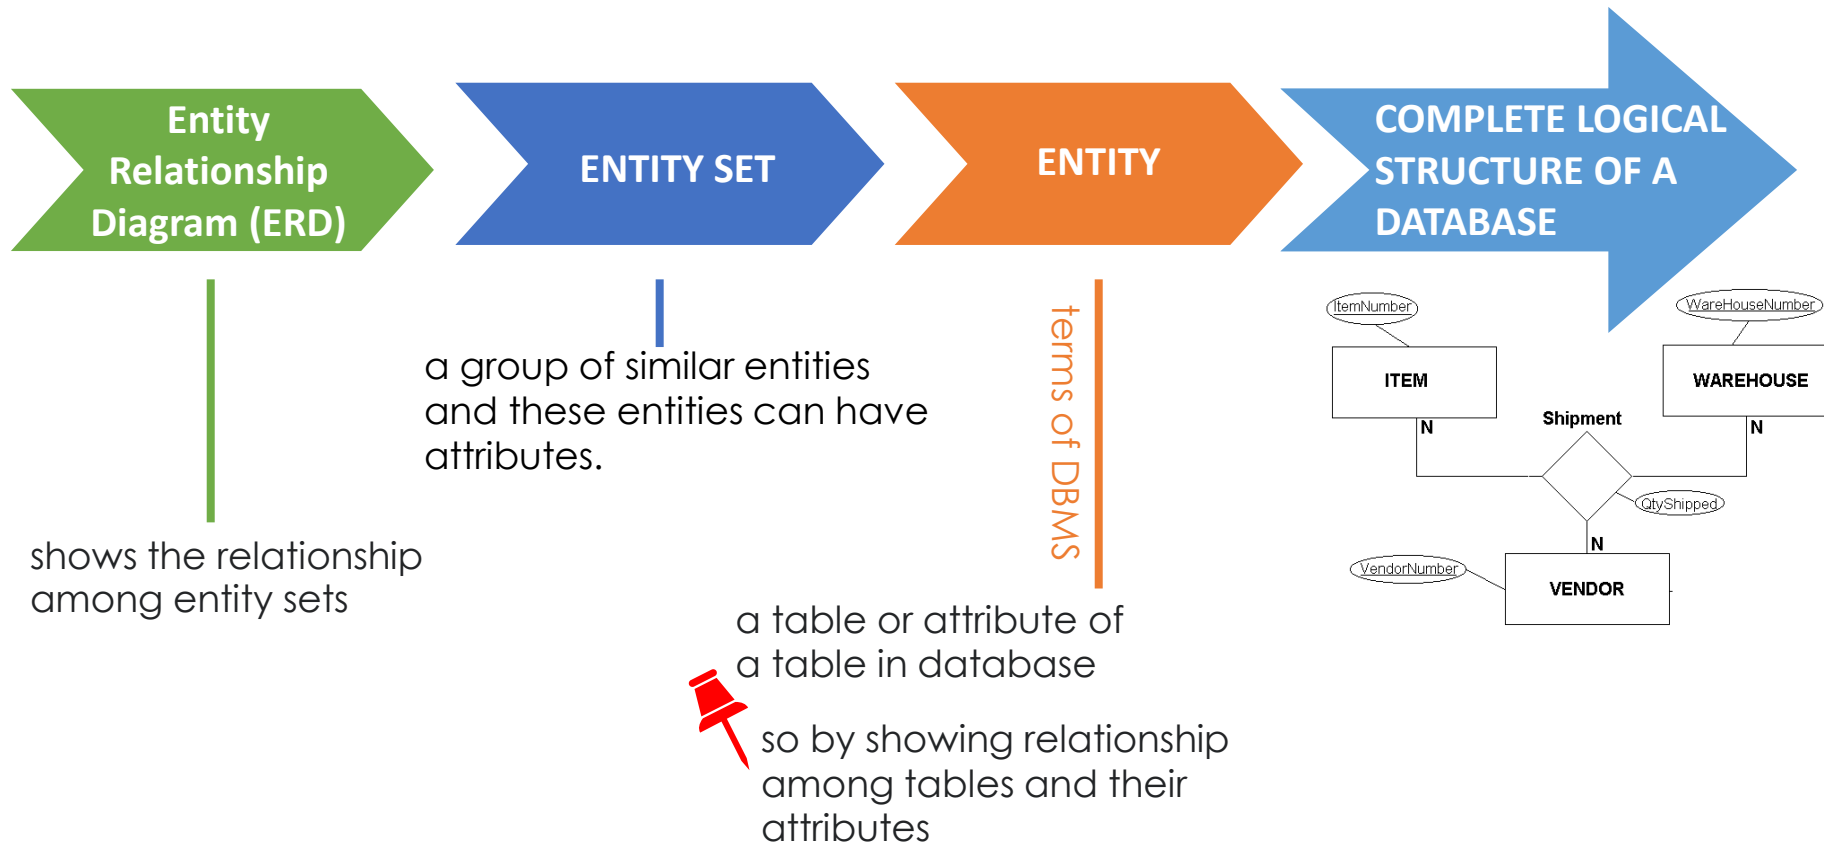 Entity
Relationship
Diagram (ERD)
shows the relationship
among entity sets
ENTITY SET
a group of similar entities
and these entities can have
attributes.
ENTITY
terms of DBMS
a table or attribute of
a table in database
so by showing relationship
among tables and their
attributes
COMPLETE LOGICAL
STRUCTURE OF A
DATABASE
ItemNumber
WareHouseNumber
ITEM
WAREHOUSE
N
Shipment
N
QtyShipped
N
VendorNumber
VENDOR